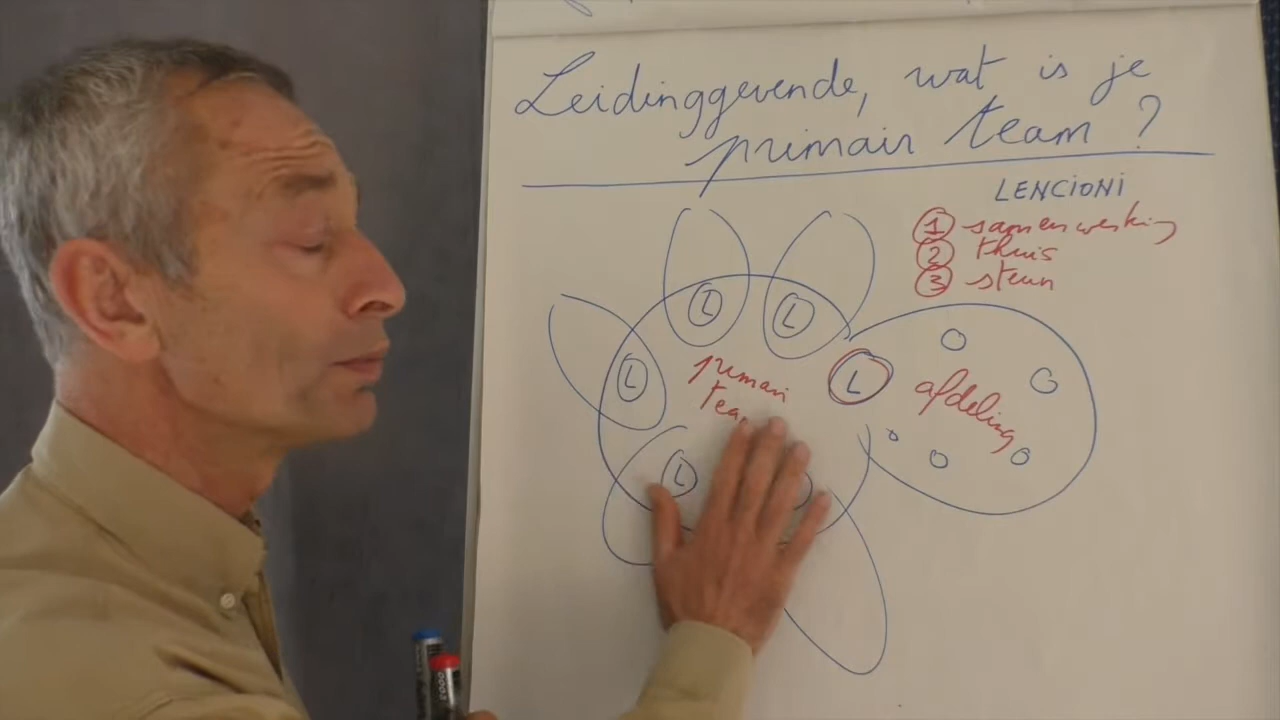 Leidinggevende, wat is je
primair team ?
LENCIONI
1 samenwerking
2 thuis
3 steun
L
L
L
L
L
primair
team
afdeling